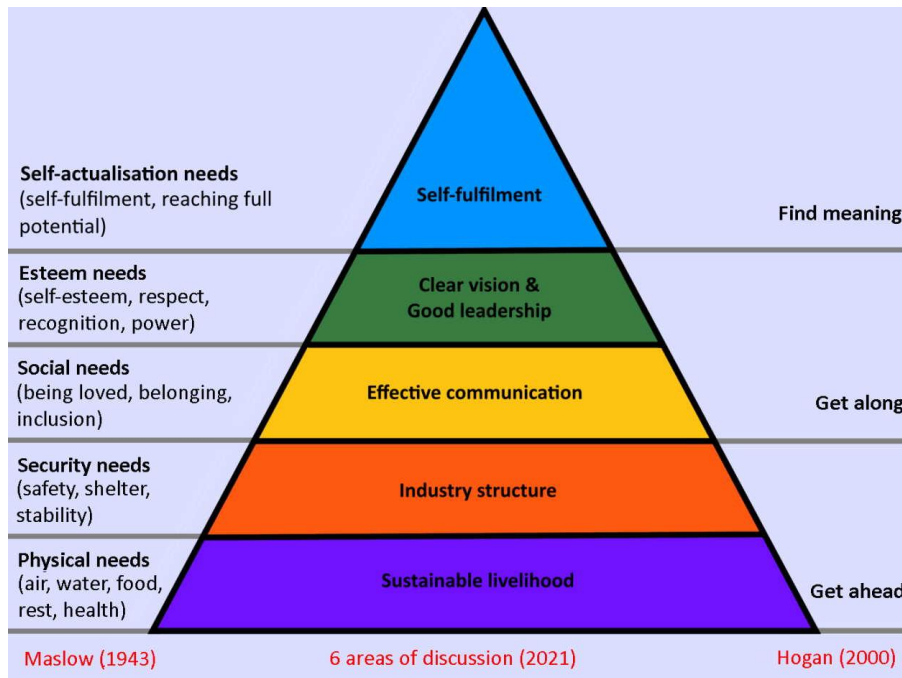 Self-actualisation needs
(self-fulfilment, reaching full
potential)
Self-fulfilment
Find meaning
Esteem needs
(self-esteem, respect,
recognition, power)
Clear vision &
Good leadership
Social needs
(being loved, belonging,
inclusion)
Effective communication
Get along
Security needs
(safety, shelter,
stability)
Industry structure
Physical needs
(air, water, food,
rest, health)
Sustainable livelihood
Get ahead
Maslow (1943)
6 areas of discussion (2021)
Hogan (2000)